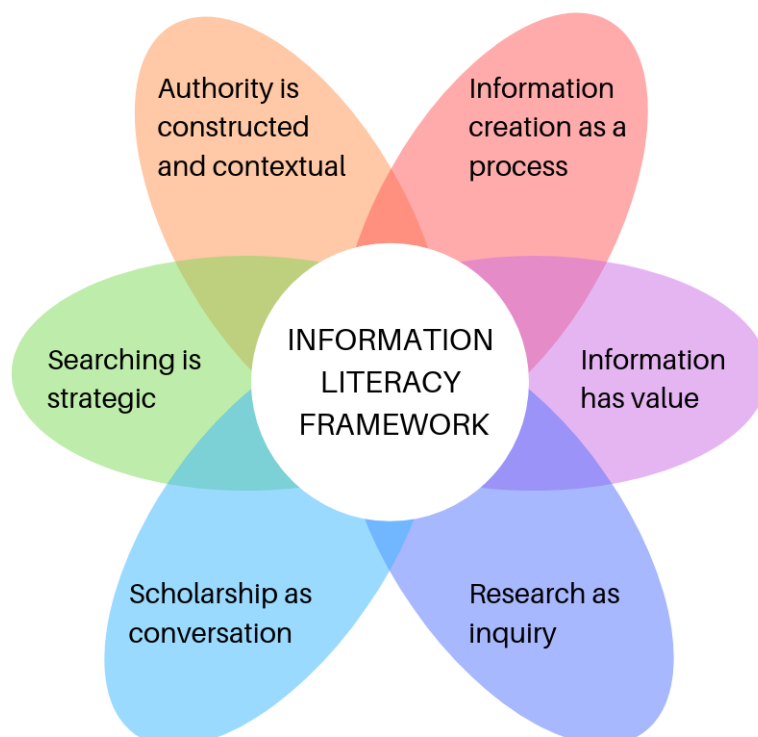 Authority is
constructed
and contextual
Information
creation as a
process
Searching is
strategic
INFORMATION
LITERACY
FRAMEWORK
Information
has value
Scholarship as
conversation
Research as
inquiry